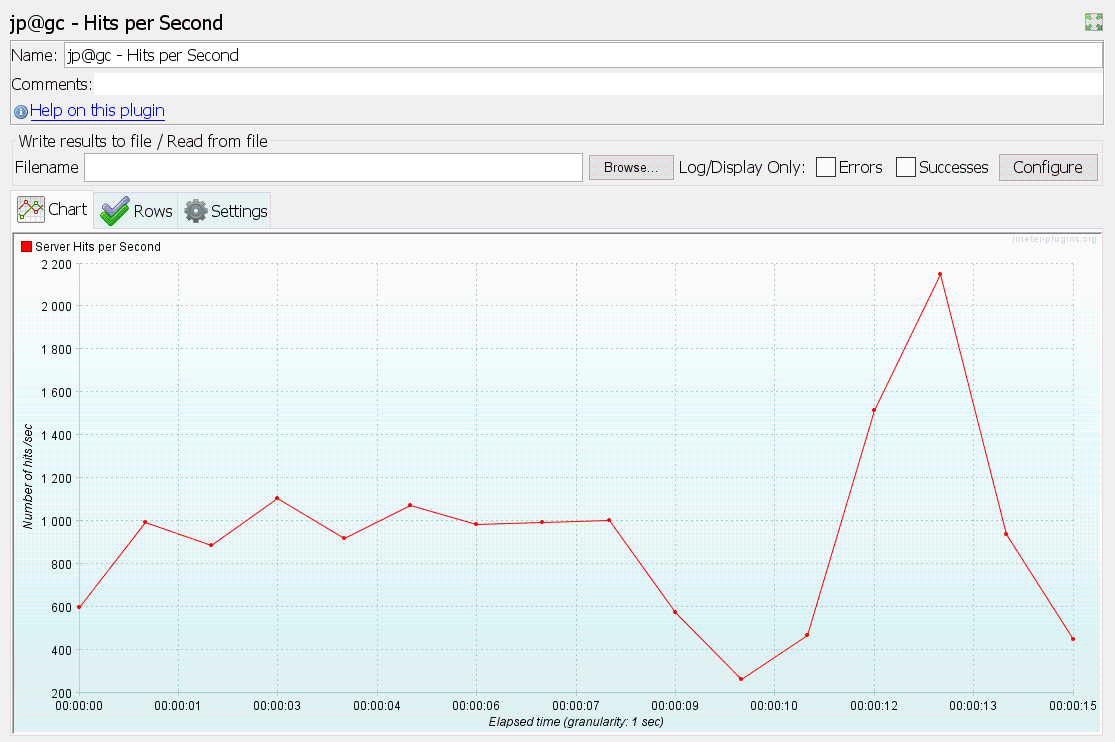 jp@gc - Hits per Second
Name: jp@gc - Hits per Second
Comments:
Help on this plugin
Write results to file / Read from file
Filename Browse... Log/Display Only: Errors Successes Configure
Chart Rows Settings
jmeter-plugins.org
Server Hits per Second
2 200
2 000
1 800
1 600
1 400
1 200
1 000
800
600
400
200
Number of hits/sec
00:00:00 00:00:01 00:00:03 00:00:04 00:00:06 00:00:07 00:00:09 00:00:10 00:00:12 00:00:13 00:00:15
Elapsed time (granularity: 1 sec)